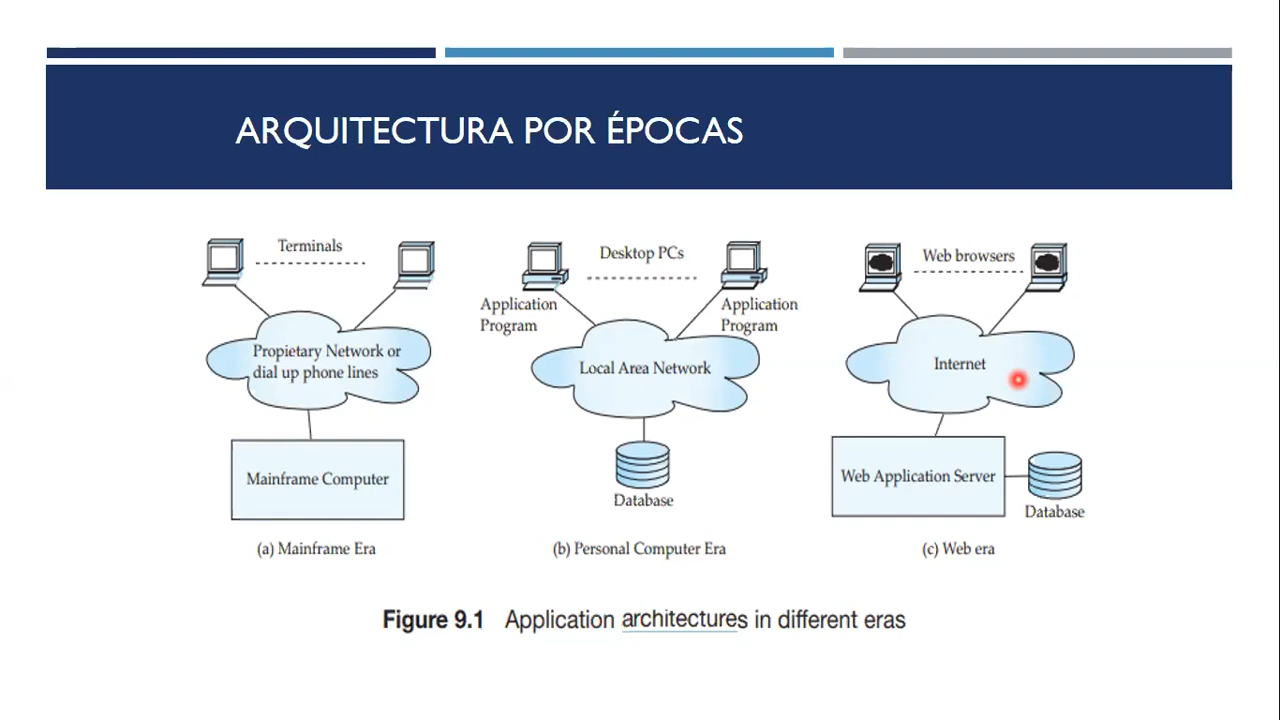 ARQUITECTURA POR ÉPOCAS
Terminals
Propietary Network or
dial up phone lines
Mainframe Computer
(a) Mainframe Era
Desktop PCs
Application
Program
Application
Program
Local Area Network
Database
(b) Personal Computer Era
Web browsers
Internet
Web Application Server
Database
(c) Web era
Figure 9.1 Application architectures in different eras